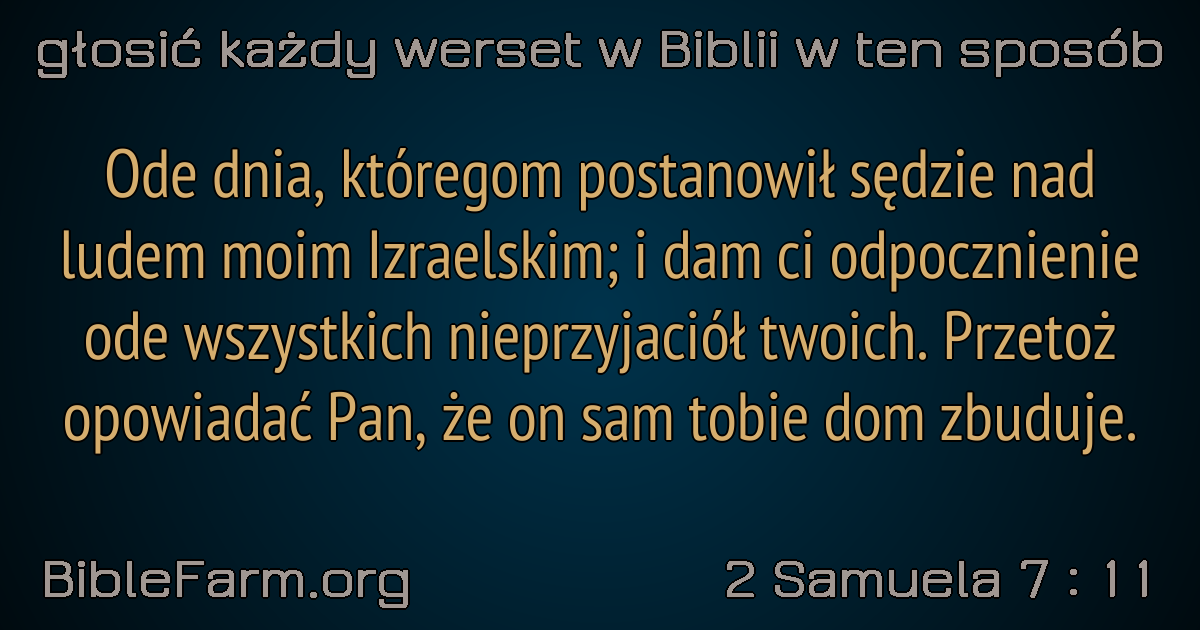 głosić każdy werset w Biblii w ten sposób
Ode dnia, któregom postanowił sędzie nad
ludem moim Izraelskim; i dam ci odpocznienie
ode wszystkich nieprzyjaciół twoich. Przetoż
opowiadać Pan, że on sam tobie dom zbuduje.
BibleFarm.org
2 Samuela 7 : 11